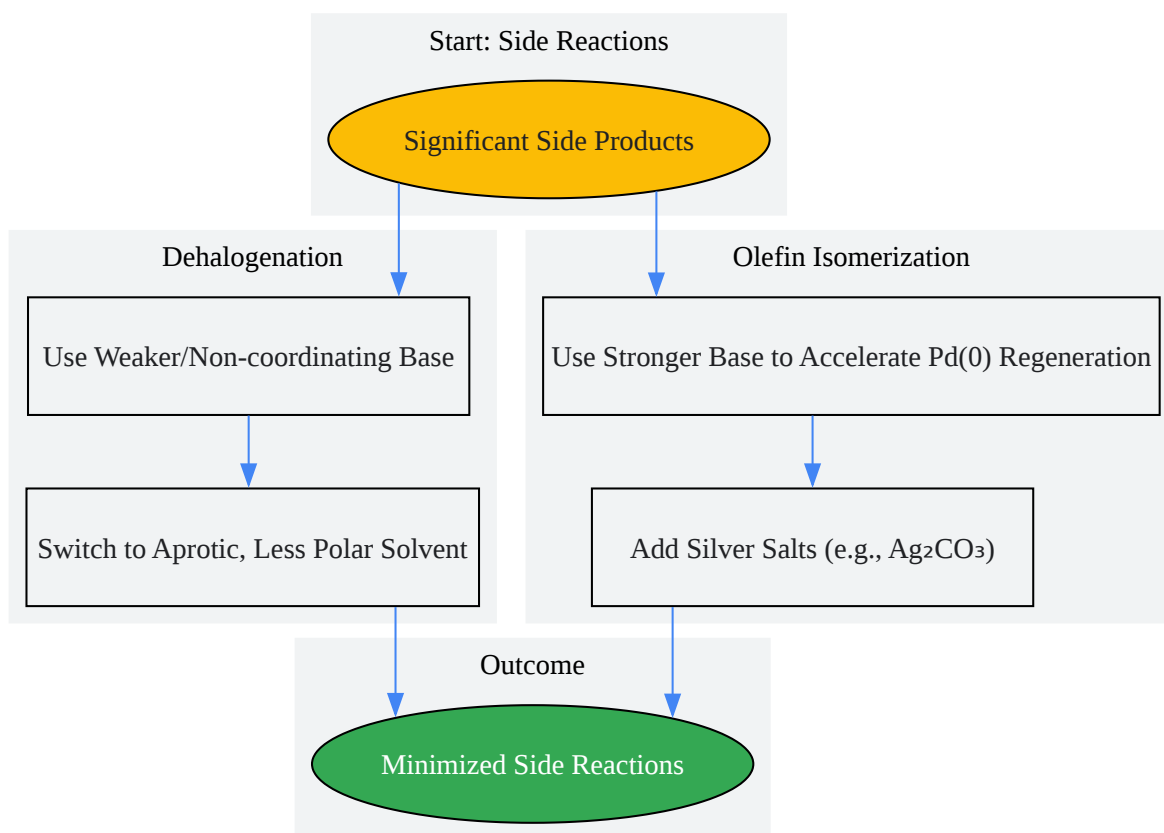 Start: Side Reactions
Significant Side Products
Dehalogenation
Use Weaker/Non-coordinating Base
Switch to Aprotic, Less Polar Solvent
Olefin Isomerization
Use Stronger Base to Accelerate Pd(0) Regeneration
Add Silver Salts (e.g., Ag₂CO₃)
Outcome
Minimized Side Reactions